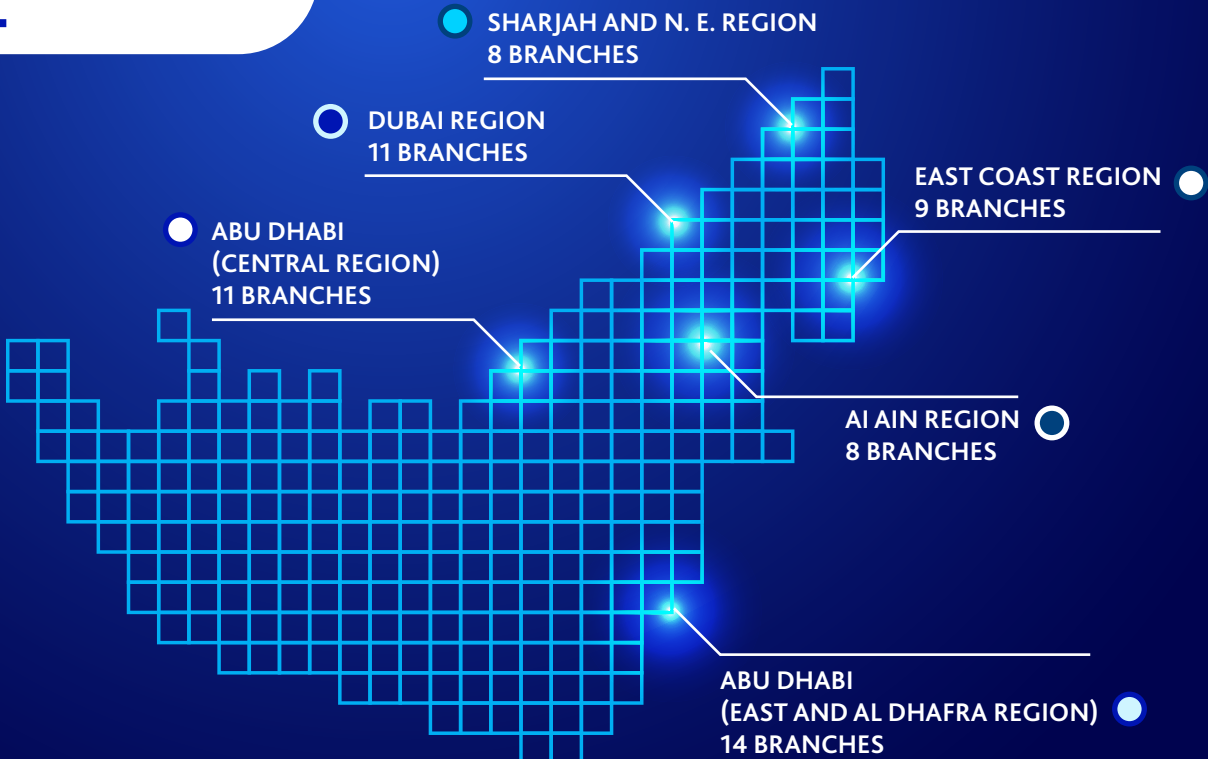 SHARJAH AND N. E. REGION
8 BRANCHES
DUBAI REGION
11 BRANCHES
EAST COAST REGION
9 BRANCHES
ABU DHABI
(CENTRAL REGION)
11 BRANCHES
AI AIN REGION
8 BRANCHES
ABU DHABI
(EAST AND AL DHAFRA REGION)
14 BRANCHES